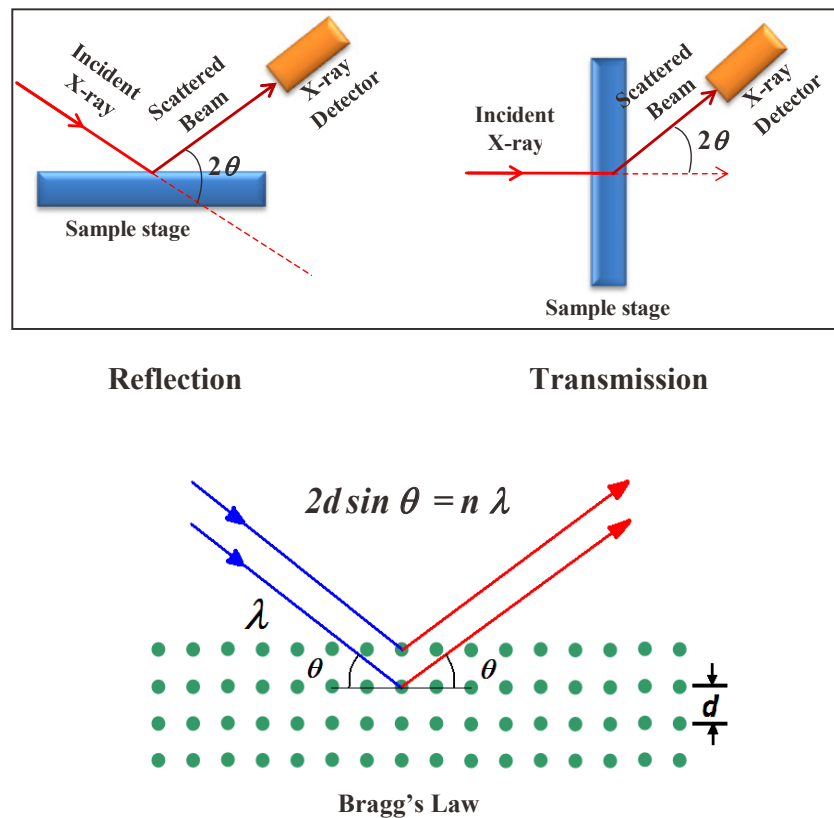 Incident
X-ray
Scattered
Beam
X-ray
Detector
2θ
Sample stage
Incident
X-ray
Scattered
Beam
X-ray
Detector
2θ
Sample stage
Reflection
Transmission
2d sin θ = n λ
λ
θ
θ
d
Bragg's Law